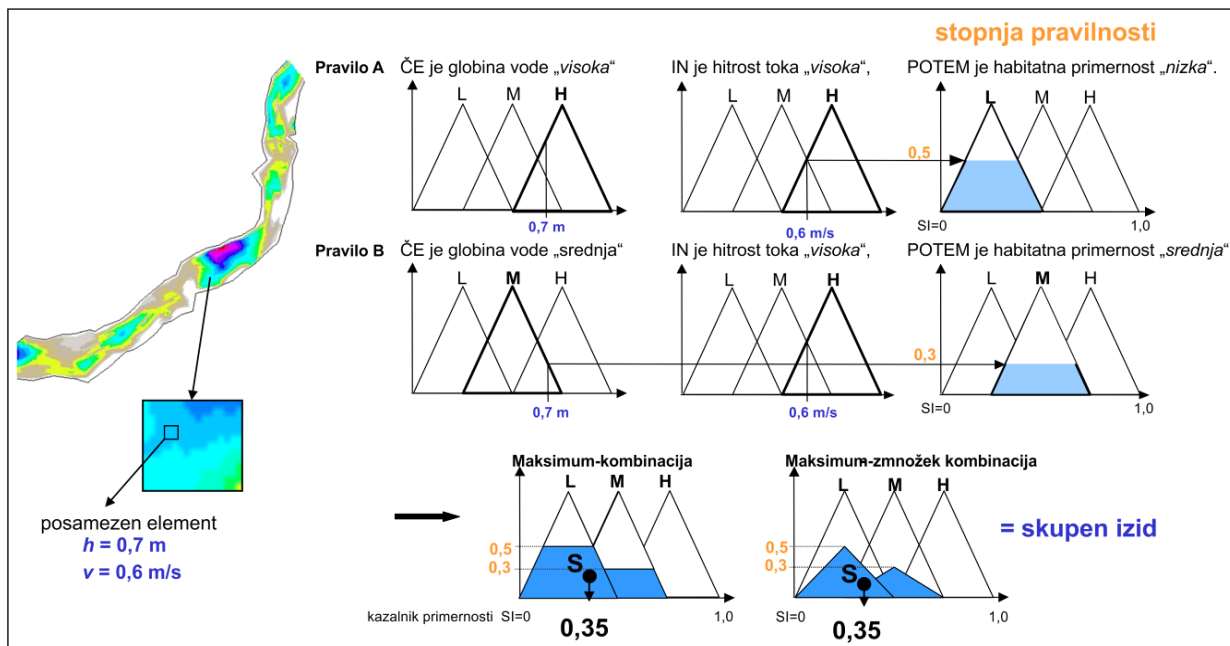 stopnja pravilnosti
Pravilo A
ČE je globina vode „visoka“
IN je hitrost toka „visoka“,
POTEM je habitatna primernost „nizka“.
L M H
L M H
L M H
0,5
0,7 m
0,6 m/s
SI=0
1,0
Pravilo B
ČE je globina vode „srednja“
IN je hitrost toka „visoka“,
POTEM je habitatna primernost „srednja“
L M H
L M H
L M H
0,3
0,7 m
0,6 m/s
SI=0
1,0
posamezen element
h = 0,7 m
v = 0,6 m/s
Maksimum-kombinacija
L M H
0,5
0,3
S
kazalnik primernosti SI=0
1,0
0,35
Maksimum-zmnožek kombinacija
L M H
0,5
0,3
S
SI=0
1,0
0,35
= skupen izid